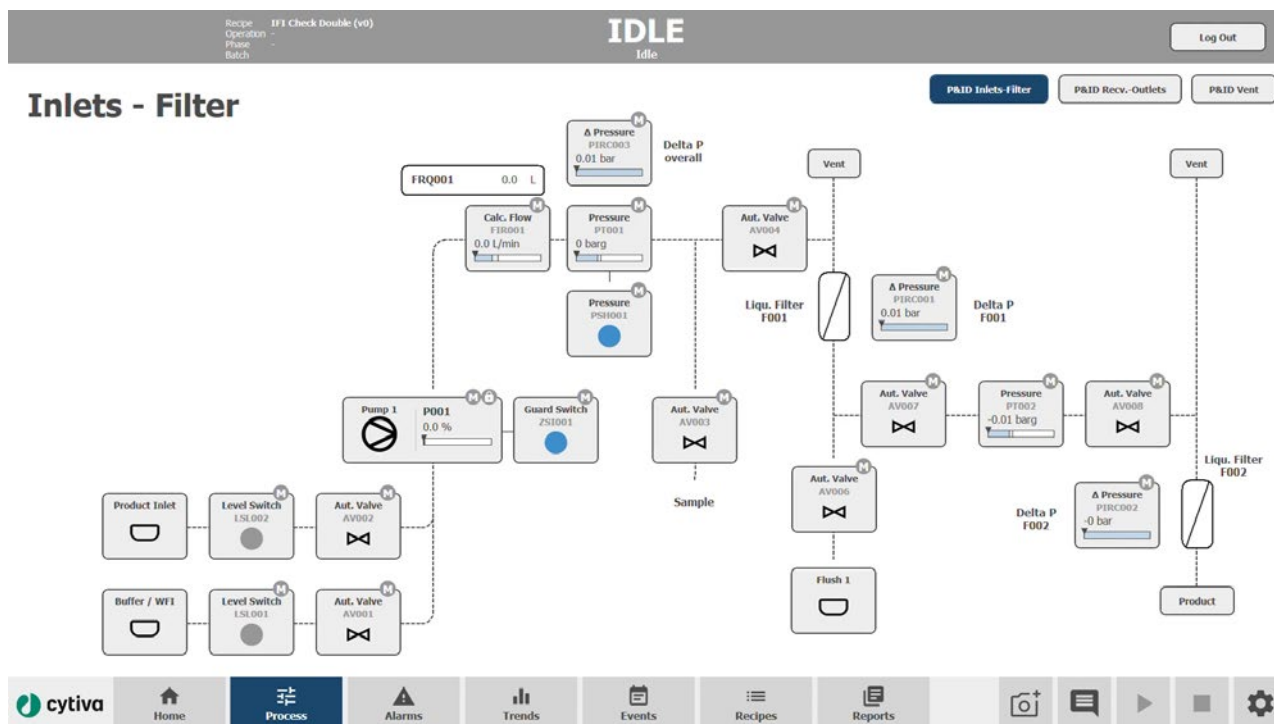 Recipe IFI Check Double (v0)
Operation -
Phase -
Batch
IDLE
Idle
Log Out
Inlets - Filter
P&ID Inlets-Filter
P&ID Recv.-Outlets
P&ID Vent
Δ Pressure
PIRC003
0.01 bar
M
Delta P
overall
FRQ001 0.0 L
Vent
Vent
Calc. Flow
FIR001
0.0 L/min
M
Pressure
PT001
0 barg
M
Aut. Valve
AV004
M
Pressure
PSH001
M
Liqu. Filter
F001
Δ Pressure
PIRC001
0.01 bar
M
Delta P
F001
Pump 1
P001
0.0 %
M
Guard Switch
ZSI001
M
Aut. Valve
AV003
M
Sample
Aut. Valve
AV007
M
Pressure
PT002
-0.01 barg
M
Aut. Valve
AV008
M
Liqu. Filter
F002
Aut. Valve
AV006
M
Delta P
F002
Δ Pressure
PIRC002
-0 bar
M
Product Inlet
Level Switch
LSL002
M
Aut. Valve
AV002
M
Flush 1
Product
Buffer / WFI
Level Switch
LSL001
M
Aut. Valve
AV001
M
cytiva
Home
Process
Alarms
Trends
Events
Recipes
Reports